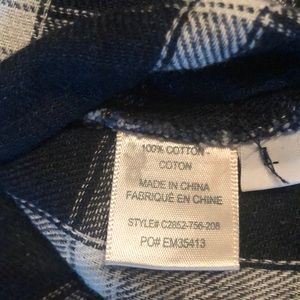 100% COTTON -
COTON
MADE IN CHINA
FABRIQUÉ EN CHINE
STYLE# C2852-756-208
PO# EM35413